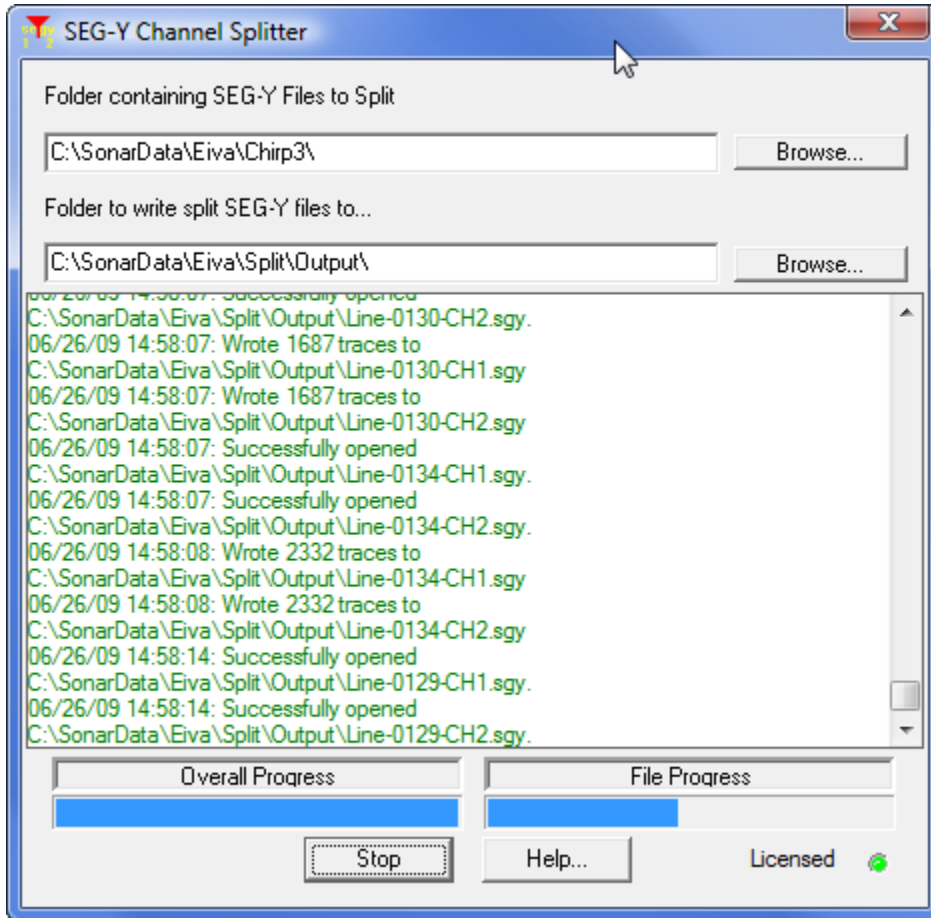 SEG-Y Channel Splitter
Folder containing SEG-Y Files to Split
C:\SonarData\Eiva\Chirp3\
Browse...
Folder to write split SEG-Y files to...
C:\SonarData\Eiva\Split\Output\
Browse...
06/26/09 14:58:07: Successfully opened
C:\SonarData\Eiva\Split\Output\Line-0130-CH2.sgy.
06/26/09 14:58:07: Wrote 1687 traces to
C:\SonarData\Eiva\Split\Output\Line-0130-CH1.sgy
06/26/09 14:58:07: Wrote 1687 traces to
C:\SonarData\Eiva\Split\Output\Line-0130-CH2.sgy
06/26/09 14:58:07: Successfully opened
C:\SonarData\Eiva\Split\Output\Line-0134-CH1.sgy.
06/26/09 14:58:07: Successfully opened
C:\SonarData\Eiva\Split\Output\Line-0134-CH2.sgy.
06/26/09 14:58:08: Wrote 2332 traces to
C:\SonarData\Eiva\Split\Output\Line-0134-CH1.sgy
06/26/09 14:58:08: Wrote 2332 traces to
C:\SonarData\Eiva\Split\Output\Line-0134-CH2.sgy
06/26/09 14:58:14: Successfully opened
C:\SonarData\Eiva\Split\Output\Line-0129-CH1.sgy.
06/26/09 14:58:14: Successfully opened
C:\SonarData\Eiva\Split\Output\Line-0129-CH2.sgy.
Overall Progress
File Progress
Stop
Help...
Licensed